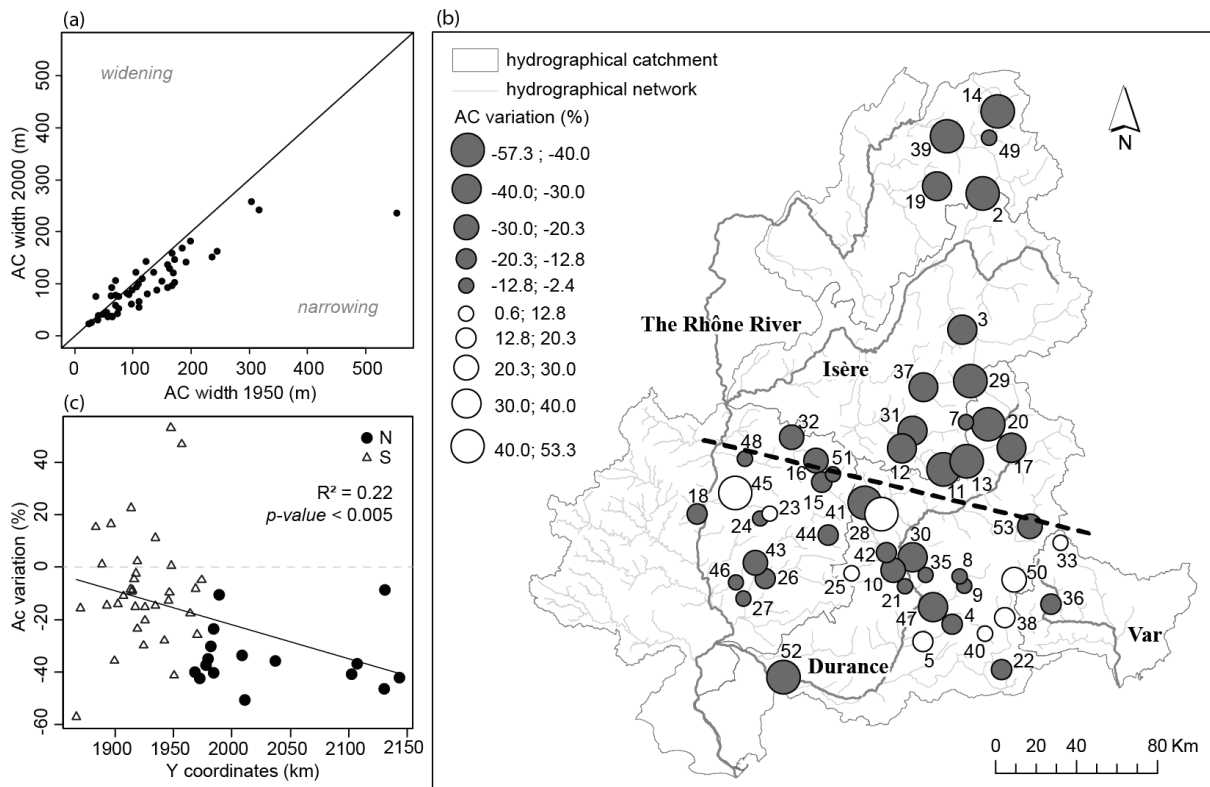 (a)
widening
narrowing
AC width 2000 (m)
0 100 200 300 400 500
0 100 200 300 400 500
AC width 1950 (m)
(b)
hydrographical catchment
hydrographical network
AC variation (%)
-57.3 ; -40.0
-40.0; -30.0
-30.0; -20.3
-20.3; -12.8
-12.8; -2.4
0.6; 12.8
12.8; 20.3
20.3; 30.0
30.0; 40.0
40.0; 53.3
N
14
39
49
19
2
The Rhône River
3
Isère
37
29
7
20
31
32
12
17
48
51
11
13
16
45
15
18
23
41
53
24
28
33
44
30
43
42
35
8
50
46
26
25
10
9
36
27
21
47
4
38
Var
40
5
52
Durance
22
0 20 40 80 Km
(c)
N
S
R² = 0.22
p-value < 0.005
Ac variation (%)
-60 -40 -20 0 20 40
1900 1950 2000 2050 2100 2150
Y coordinates (km)